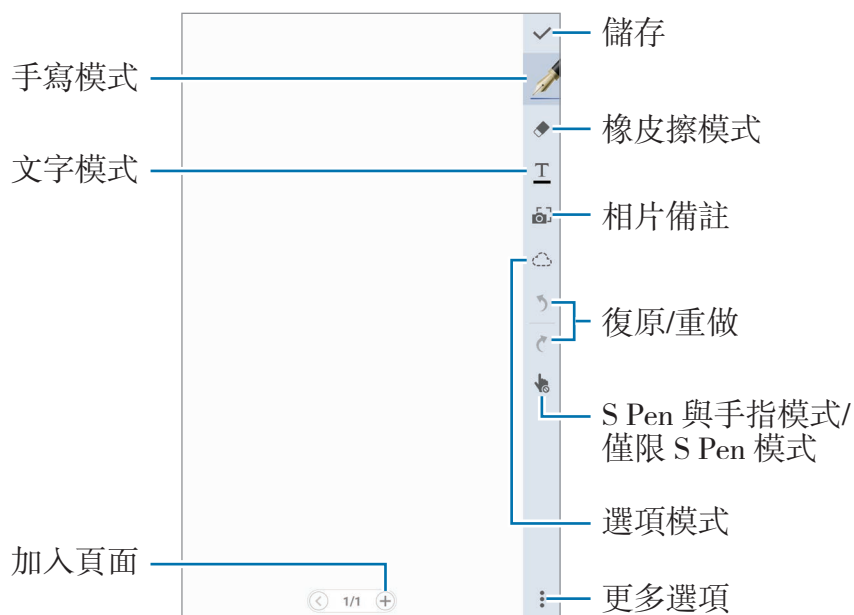 儲存
手寫模式
橡皮擦模式
文字模式
T
相片備註
復原/重做
S Pen 與手指模式/
僅限 S Pen 模式
選項模式
加入頁面
1/1
更多選項